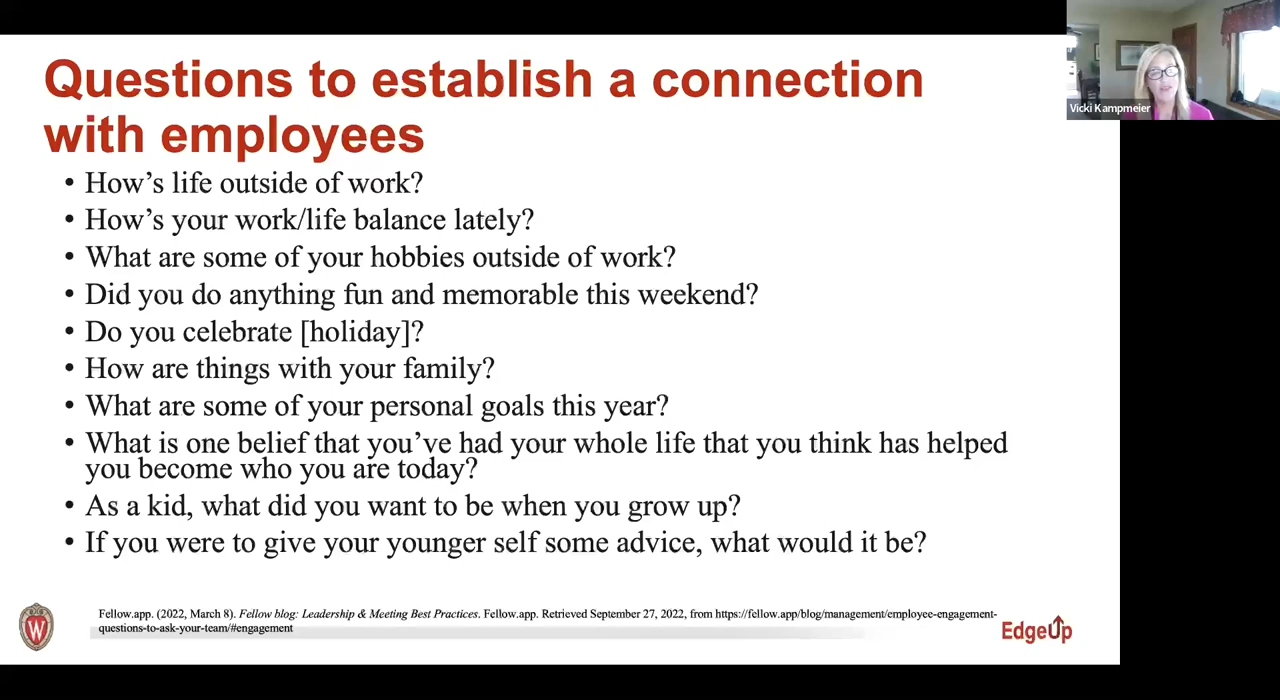 Questions to establish a connection
with employees
Vicki Kampmeier
• How’s life outside of work?
• How’s your work/life balance lately?
• What are some of your hobbies outside of work?
• Did you do anything fun and memorable this weekend?
• Do you celebrate [holiday]?
• How are things with your family?
• What are some of your personal goals this year?
• What is one belief that you’ve had your whole life that you think has helped
you become who you are today?
• As a kid, what did you want to be when you grow up?
• If you were to give your younger self some advice, what would it be?
Fellow.app. (2022, March 8). Fellow blog: Leadership & Meeting Best Practices. Fellow.app. Retrieved September 27, 2022, from https://fellow.app/blog/management/employee-engagement-
questions-to-ask-your-team/#engagement
W
EdgeUp